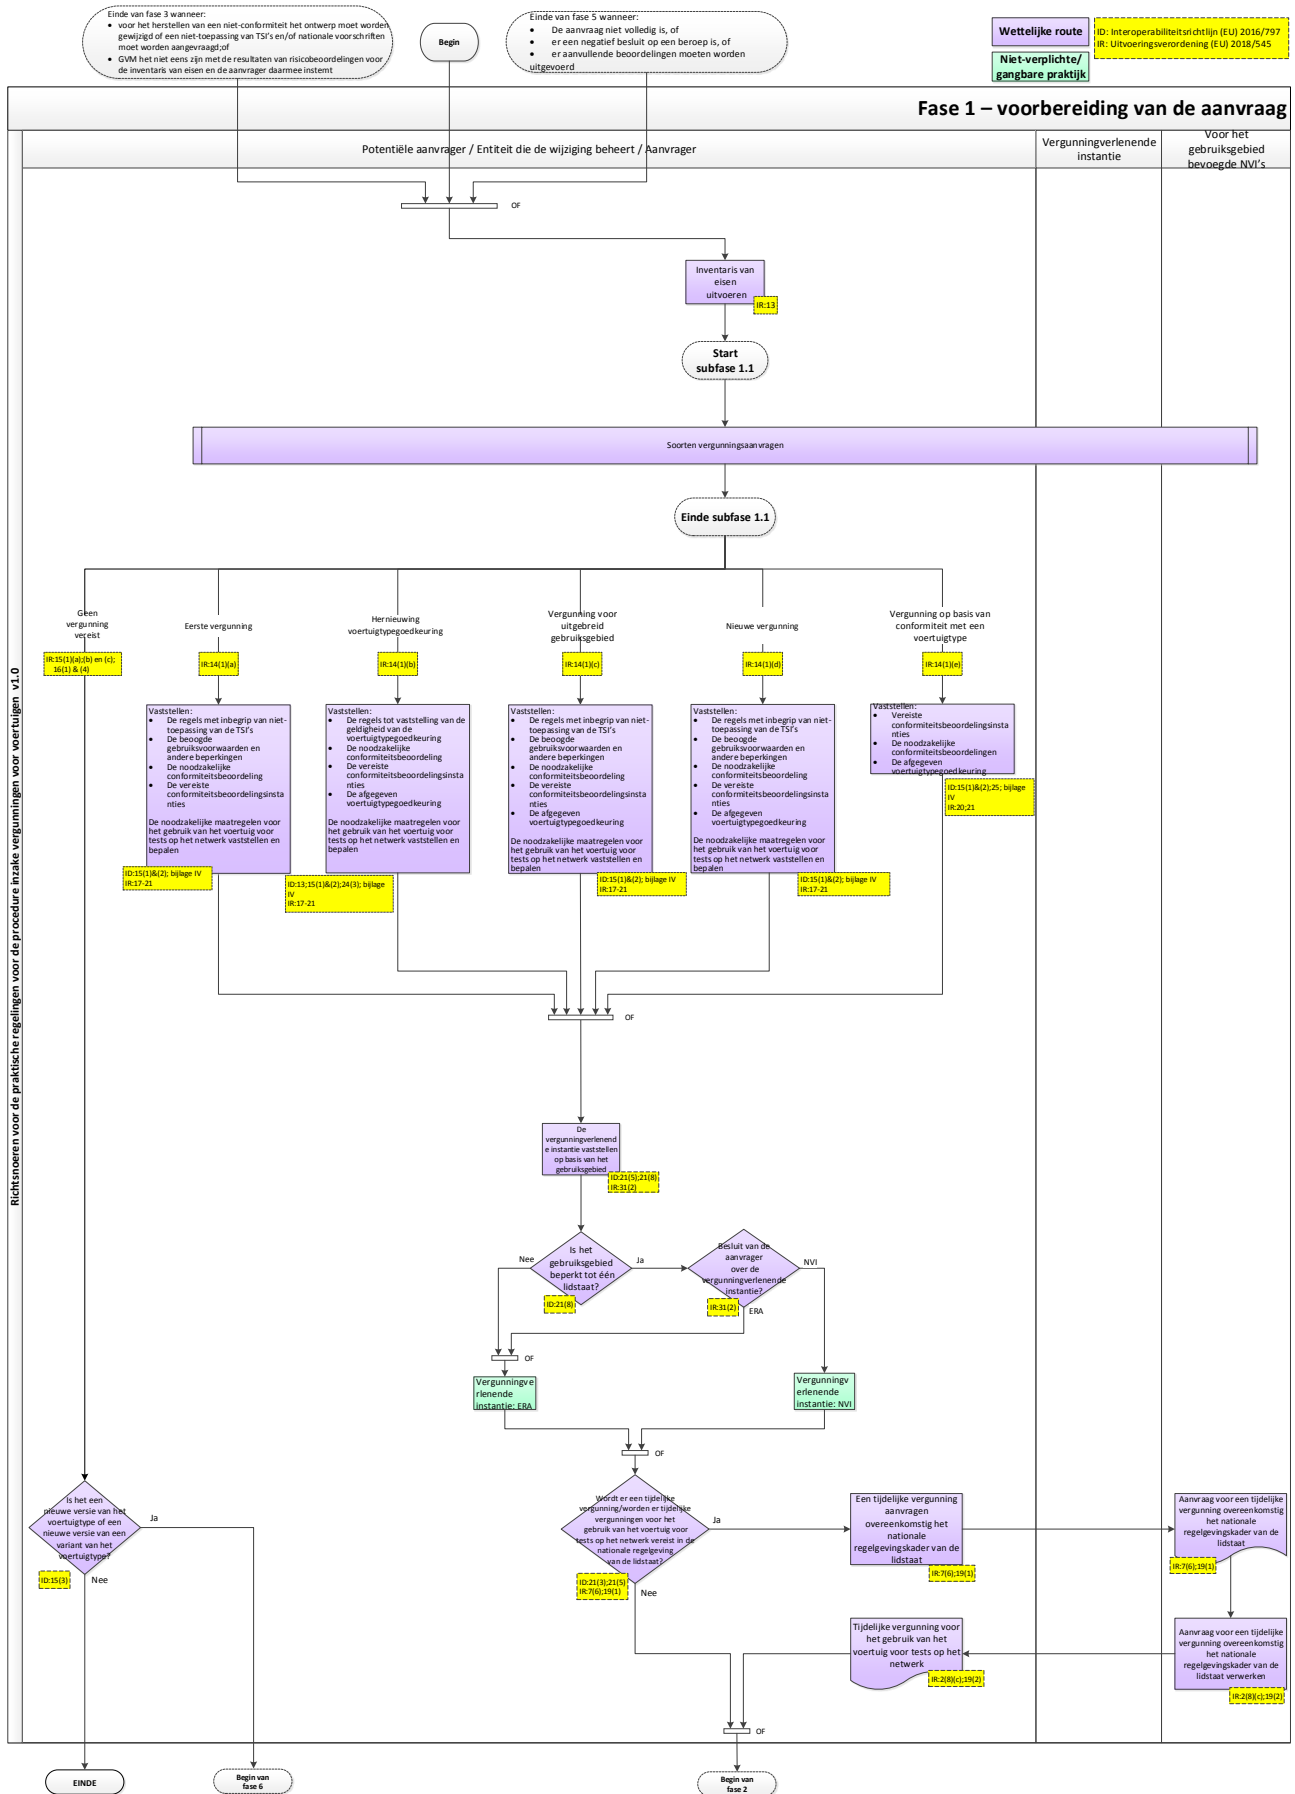 Einde van fase 3 wanneer:
• voor het herstellen van een niet-conformiteit het ontwerp moet worden
gewijzigd of een niet-toepassing van TSI's en/of nationale voorschriften
moet worden aangevraagd;of
• GVM het niet eens zijn met de resultaten van risicobeoordelingen voor
de inventaris van eisen en de aanvrager daarmee instemt
Begin
Einde van fase 5 wanneer:
• De aanvraag niet volledig is, of
• er een negatief besluit op een beroep is, of
• er aanvullende beoordelingen moeten worden
uitgevoerd
Wettelijke route
Niet-verplichte/
gangbare praktijk
ID: Interoperabiliteitsrichtlijn (EU) 2016/797
IR: Uitvoeringsverordening (EU) 2018/545
Fase 1 – voorbereiding van de aanvraag
Potentiële aanvrager / Entiteit die de wijziging beheert / Aanvrager
Vergunningverlenende
instantie
Voor het
gebruiksgebied
bevoegde NVI's
Richtsnoeren voor de praktische regelingen voor de procedure inzake vergunningen voor voertuigen v1.0
OF
Inventaris van
eisen
uitvoeren
IR:13
Start
subfase 1.1
Soorten vergunningsaanvragen
Einde subfase 1.1
Geen
vergunning
vereist
IR:15(1)(a);(b) en (c);
16(1) & (4)
Eerste vergunning
IR:14(1)(a)
Hernieuwing
voertuigtypegoedkeuring
IR:14(1)(b)
Vergunning voor
uitgebreid
gebruiksgebied
IR:14(1)(c)
Nieuwe vergunning
IR:14(1)(d)
Vergunning op basis van
conformiteit met een
voertuigtype
IR:14(1)(e)
Vaststellen:
• De regels met inbegrip van niet-
toepassing van de TSI's
• De beoogde
gebruiksvoorwaarden en
andere beperkingen
• De noodzakelijke
conformiteitsbeoordeling
• De vereiste
conformiteitsbeoordelingsinsta
nties
De noodzakelijke maatregelen voor
het gebruik van het voertuig voor
tests op het netwerk vaststellen en
bepalen
ID:15(1)&(2); bijlage IV
IR:17-21
Vaststellen:
• De regels tot vaststelling van de
geldigheid van de
voertuigtypegoedkeuring
• De noodzakelijke
conformiteitsbeoordeling
• De vereiste
conformiteitsbeoordelingsinsta
nties
• De afgegeven
voertuigtypegoedkeuring
De noodzakelijke maatregelen voor
het gebruik van het voertuig voor
tests op het netwerk vaststellen en
bepalen
ID:13;15(1)&(2);24(3); bijlage
IV
IR:17-21
Vaststellen:
• De regels met inbegrip van niet-
toepassing van de TSI's
• De beoogde
gebruiksvoorwaarden en
andere beperkingen
• De noodzakelijke
conformiteitsbeoordeling
• De vereiste
conformiteitsbeoordelingsinsta
nties
• De afgegeven
voertuigtypegoedkeuring
De noodzakelijke maatregelen voor
het gebruik van het voertuig voor
tests op het netwerk vaststellen en
bepalen
ID:15(1)&(2); bijlage IV
IR:17-21
Vaststellen:
• De regels met inbegrip van niet-
toepassing van de TSI's
• De beoogde
gebruiksvoorwaarden en
andere beperkingen
• De noodzakelijke
conformiteitsbeoordeling
• De vereiste
conformiteitsbeoordelingsinsta
nties
• De afgegeven
voertuigtypegoedkeuring
De noodzakelijke maatregelen voor
het gebruik van het voertuig voor
tests op het netwerk vaststellen en
bepalen
ID:15(1)&(2); bijlage IV
IR:17-21
Vaststellen:
• Vereiste
conformiteitsbeoordelingsinsta
nties
• De noodzakelijke
conformiteitsbeoordelingen
• De afgegeven
voertuigtypegoedkeuring
ID:15(1)&(2);25; bijlage
IV
IR:20;21
OF
De
vergunningverlenend
e instantie vaststellen
op basis van het
gebruiksgebied
ID:21(5);21(8)
IR:31(2)
Is het
gebruiksgebied
beperkt tot één
lidstaat?
Nee
Ja
ID:21(8)
Besluit van de
aanvrager
over de
vergunningverlenende
instantie?
NVI
IR:31(2)
ERA
OF
Vergunningve
rlenende
instantie: ERA
Vergunningv
erlenende
instantie: NVI
OF
Is het een
nieuwe versie van het
voertuigtype of een
nieuwe versie van een
variant van het
voertuigtype?
Ja
Nee
ID:15(3)
Wordt er een tijdelijke
vergunning/worden er tijdelijke
vergunningen voor het
gebruik van het voertuig voor
tests op het netwerk vereist in de
nationale regelgeving
van de lidstaat?
Ja
Nee
ID:21(3);21(5)
IR:7(6);19(1)
Een tijdelijke vergunning
aanvragen
overeenkomstig het
nationale
regelgevingskader van de
lidstaat
IR:7(6);19(1)
Aanvraag voor een tijdelijke
vergunning overeenkomstig
het nationale
regelgevingskader van de
lidstaat
IR:7(6);19(1)
Tijdelijke vergunning voor
het gebruik van het
voertuig voor tests op het
netwerk
IR:2(8)(c);19(2)
Aanvraag voor een tijdelijke
vergunning overeenkomstig
het nationale
regelgevingskader van de
lidstaat verwerken
IR:2(8)(c);19(2)
OF
EINDE
Begin van
fase 6
Begin van
fase 2